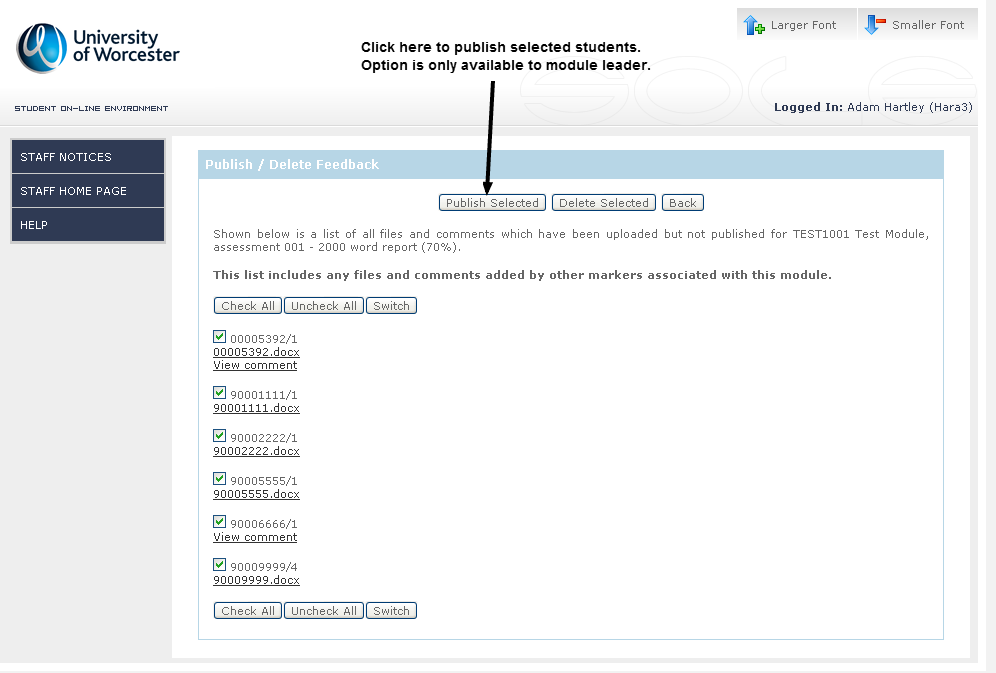 University
of Worcester
STUDENT ON-LINE ENVIRONMENT
Click here to publish selected students.
Option is only available to module leader.
Larger Font
Smaller Font
SOLE
Logged In: Adam Hartley (Hara3)
STAFF NOTICES
STAFF HOME PAGE
HELP
Publish / Delete Feedback
Publish Selected Delete Selected Back
Shown below is a list of all files and comments which have been uploaded but not published for TEST1001 Test Module,
assessment 001 - 2000 word report (70%).
This list includes any files and comments added by other markers associated with this module.
Check All Uncheck All Switch
00005392/1
00005392.docx
View comment
90001111/1
90001111.docx
90002222/1
90002222.docx
90005555/1
90005555.docx
90006666/1
View comment
90009999/4
90009999.docx
Check All Uncheck All Switch